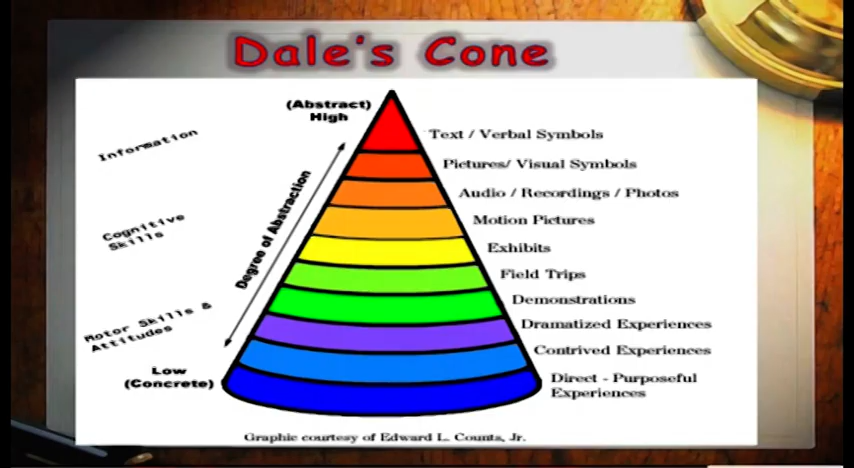 Dale's Cone
(Abstract)
High
Information
Text / Verbal Symbols
Pictures/ Visual Symbols
Audio / Recordings / Photos
Degree of Abstraction
Cognitive
Skills
Motion Pictures
Exhibits
Field Trips
Demonstrations
Motor Skills &
Attitudes
Dramatized Experiences
Contrived Experiences
Low
(Concrete)
Direct - Purposeful
Experiences
Graphic courtesy of Edward L. Counts, Jr.